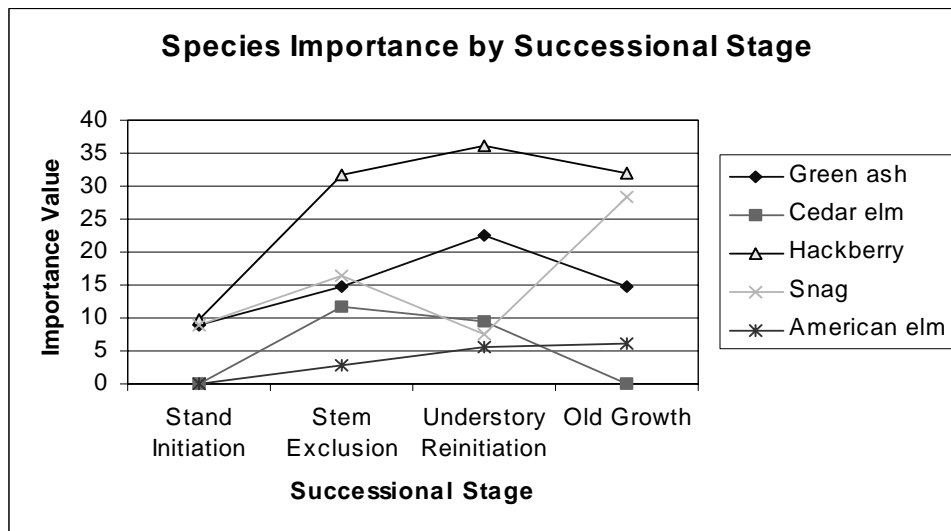 Species Importance by Successional Stage
40
35
30
25
20
15
10
5
0
Importance Value
Stand Initiation
Stem Exclusion
Understory Reinitiation
Old Growth
Successional Stage
Green ash
Cedar elm
Hackberry
Snag
American elm